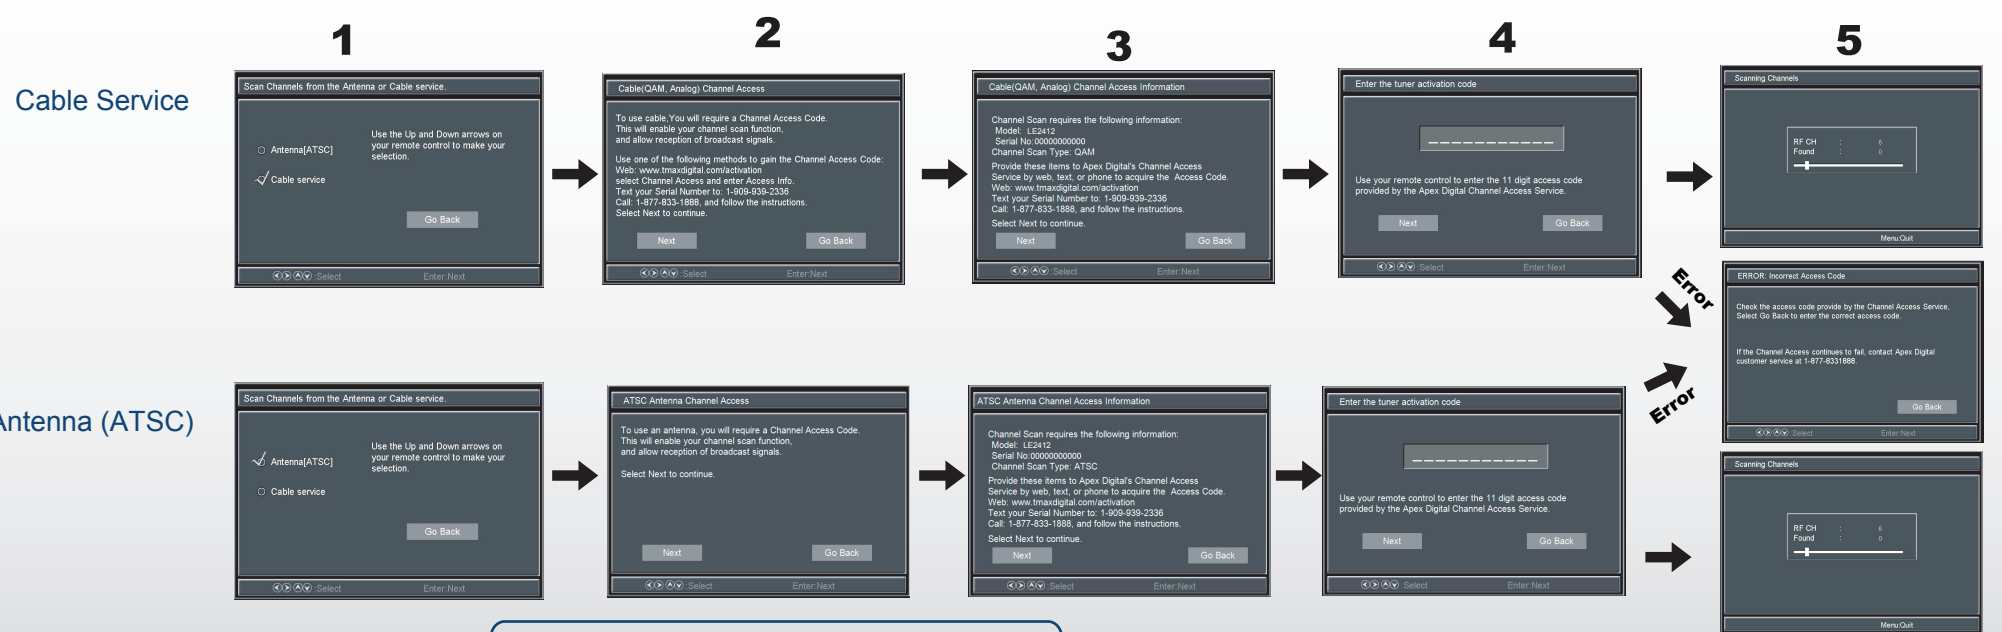 1
2
3
4
5
Cable Service
Scan Channels from the Antenna or Cable service.
Antenna[ATSC]
Cable service
Use the Up and Down arrows on
your remote control to make your
selection.
Go Back
:Select
Enter:Next
Cable(QAM, Analog) Channel Access
To use cable,You will require a Channel Access Code.
This will enable your channel scan function,
and allow reception of broadcast signals.
Use one of the following methods to gain the Channel Access Code:
Web: www.tmaxdigital.com/activation
select Channel Access and enter Access Info.
Text your Serial Number to: 1-909-939-2336
Call: 1-877-833-1888, and follow the instructions.
Select Next to continue.
Next
Go Back
:Select
Enter:Next
Cable(QAM, Analog) Channel Access Information
Channel Scan requires the following information:
Model: LE2412
Serial No:00000000000
Channel Scan Type: QAM
Provide these items to Apex Digital's Channel Access
Service by web, text, or phone to acquire the Access Code.
Web: www.tmaxdigital.com/activation
Text your Serial Number to: 1-909-939-2336
Call: 1-877-833-1888, and follow the instructions.
Select Next to continue.
Next
Go Back
:Select
Enter:Next
Enter the tuner activation code
___________
Use your remote control to enter the 11 digit access code
provided by the Apex Digital Channel Access Service.
Next
Go Back
:Select
Enter:Next
Scanning Channels
RF CH : 6
Found : 0
Menu:Quit
Error
ERROR: Incorrect Access Code
Check the access code provide by the Channel Access Service,
Select Go Back to enter the correct access code.
If the Channel Access continues to fail, contact Apex Digital
customer service at 1-877-8331888.
Go Back
:Select
Enter:Next
Error
Antenna (ATSC)
Scan Channels from the Antenna or Cable service.
Antenna[ATSC]
Cable service
Use the Up and Down arrows on
your remote control to make your
selection.
Go Back
:Select
Enter:Next
ATSC Antenna Channel Access
To use an antenna, you will require a Channel Access Code.
This will enable your channel scan function,
and allow reception of broadcast signals.
Select Next to continue.
Next
Go Back
:Select
Enter:Next
ATSC Antenna Channel Access Information
Channel Scan requires the following information:
Model: LE2412
Serial No:00000000000
Channel Scan Type: ATSC
Provide these items to Apex Digital's Channel Access
Service by web, text, or phone to acquire the Access Code.
Web: www.tmaxdigital.com/activation
Text your Serial Number to: 1-909-939-2336
Call: 1-877-833-1888, and follow the instructions.
Select Next to continue.
Next
Go Back
:Select
Enter:Next
Enter the tuner activation code
___________
Use your remote control to enter the 11 digit access code
provided by the Apex Digital Channel Access Service.
Next
Go Back
:Select
Enter:Next
Scanning Channels
RF CH : 6
Found : 0
Menu:Quit